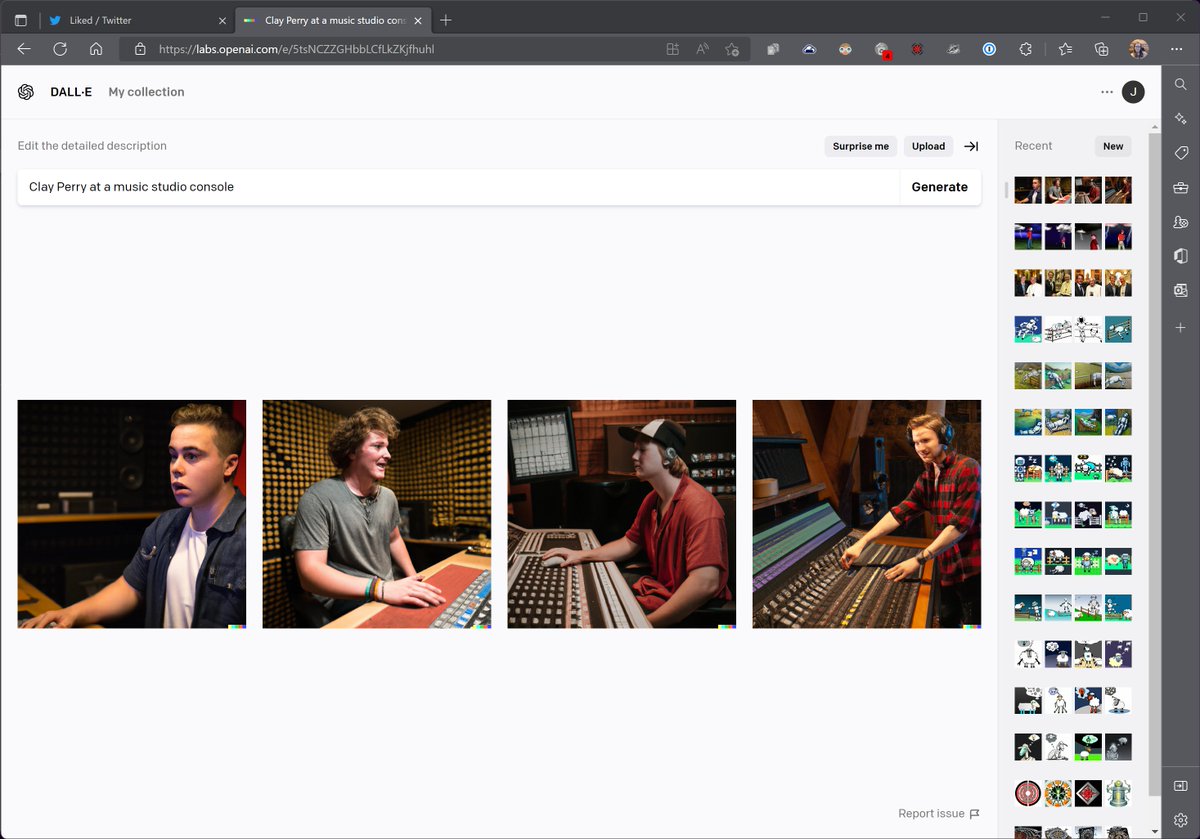 Liked / Twitter
Clay Perry at a music studio cons
https://labs.openai.com/e/5tsNCZZGHbbLCfLkZKjfhuhl
DALL·E My collection
J
Edit the detailed description
Surprise me
Upload
Recent
New
Clay Perry at a music studio console
Generate
Report issue